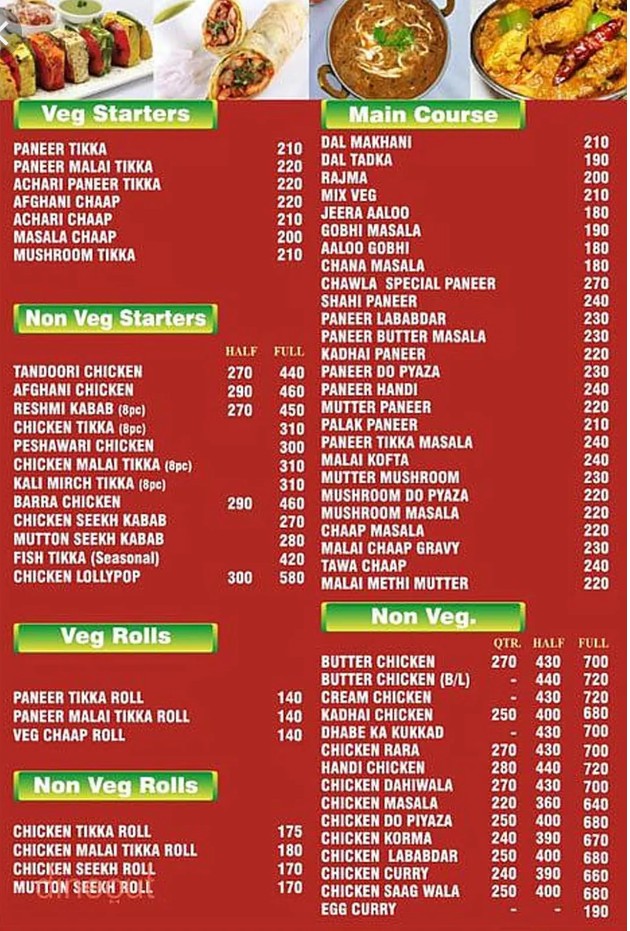 Veg Starters
PANEER TIKKA 210
PANEER MALAI TIKKA 220
ACHARI PANEER TIKKA 220
AFGHANI CHAAP 220
ACHARI CHAAP 210
MASALA CHAAP 200
MUSHROOM TIKKA 210
Non Veg Starters
HALF FULL
TANDOORI CHICKEN 270 440
AFGHANI CHICKEN 290 460
RESHMI KABAB (8pc) 270 450
CHICKEN TIKKA (8pc) 310
PESHAWARI CHICKEN 300
CHICKEN MALAI TIKKA (8pc) 310
KALI MIRCH TIKKA (8pc) 310
BARRA CHICKEN 290 460
CHICKEN SEEKH KABAB 270
MUTTON SEEKH KABAB 280
FISH TIKKA (Seasonal) 420
CHICKEN LOLLYPOP 300 580
Veg Rolls
PANEER TIKKA ROLL 140
PANEER MALAI TIKKA ROLL 140
VEG CHAAP ROLL 140
Non Veg Rolls
CHICKEN TIKKA ROLL 175
CHICKEN MALAI TIKKA ROLL 180
CHICKEN SEEKH ROLL 170
MUTTON SEEKH ROLL 170
dineout
Main Course
DAL MAKHANI 210
DAL TADKA 190
RAJMA 200
MIX VEG 210
JEERA AALOO 180
GOBHI MASALA 190
AALOO GOBHI 180
CHANA MASALA 180
CHAWLA SPECIAL PANEER 270
SHAHI PANEER 240
PANEER LABABDAR 230
PANEER BUTTER MASALA 230
KADHAI PANEER 220
PANEER DO PYAZA 230
PANEER HANDI 240
MUTTER PANEER 220
PALAK PANEER 210
PANEER TIKKA MASALA 240
MALAI KOFTA 240
MUTTER MUSHROOM 230
MUSHROOM DO PYAZA 220
MUSHROOM MASALA 220
CHAAP MASALA 220
MALAI CHAAP GRAVY 230
TAWA CHAAP 240
MALAI METHI MUTTER 220
Non Veg.
QTR. HALF FULL
BUTTER CHICKEN 270 430 700
BUTTER CHICKEN (B/L) - 440 720
CREAM CHICKEN - 430 720
KADHAI CHICKEN 250 400 680
DHABE KA KUKKAD - 430 700
CHICKEN RARA 270 430 700
HANDI CHICKEN 280 440 720
CHICKEN DAHIWALA 270 430 700
CHICKEN MASALA 220 360 640
CHICKEN DO PIYAZA 250 400 680
CHICKEN KORMA 240 390 670
CHICKEN LABABDAR 250 400 680
CHICKEN CURRY 240 390 660
CHICKEN SAAG WALA 250 400 680
EGG CURRY - - 190